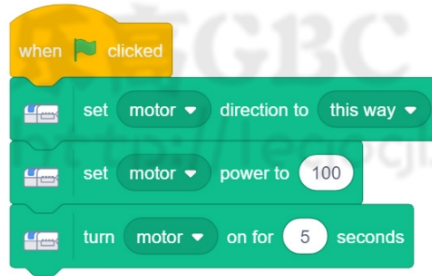 when clicked
set motor direction to this way
set motor power to 100
turn motor on for 5 seconds